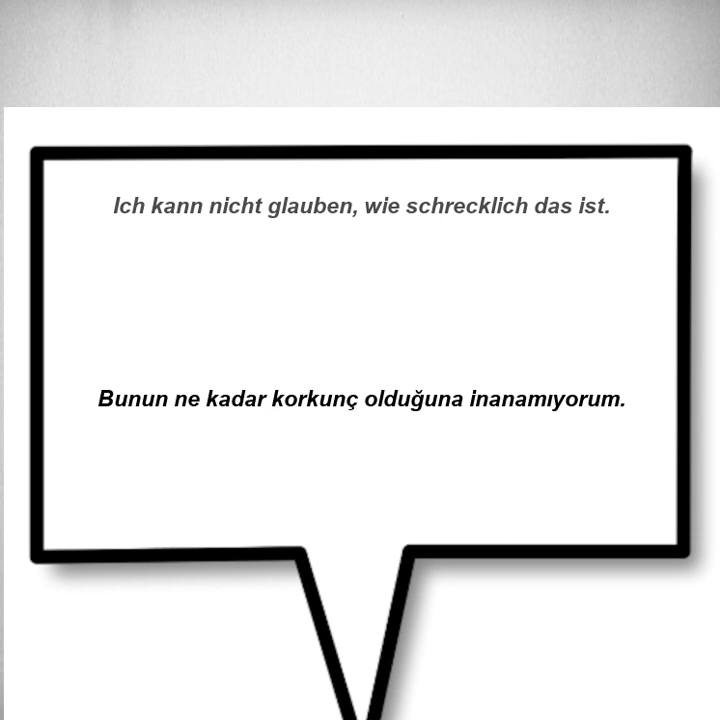 Ich kann nicht glauben, wie schrecklich das ist.
Bunun ne kadar korkunç olduğuna inanamıyorum.